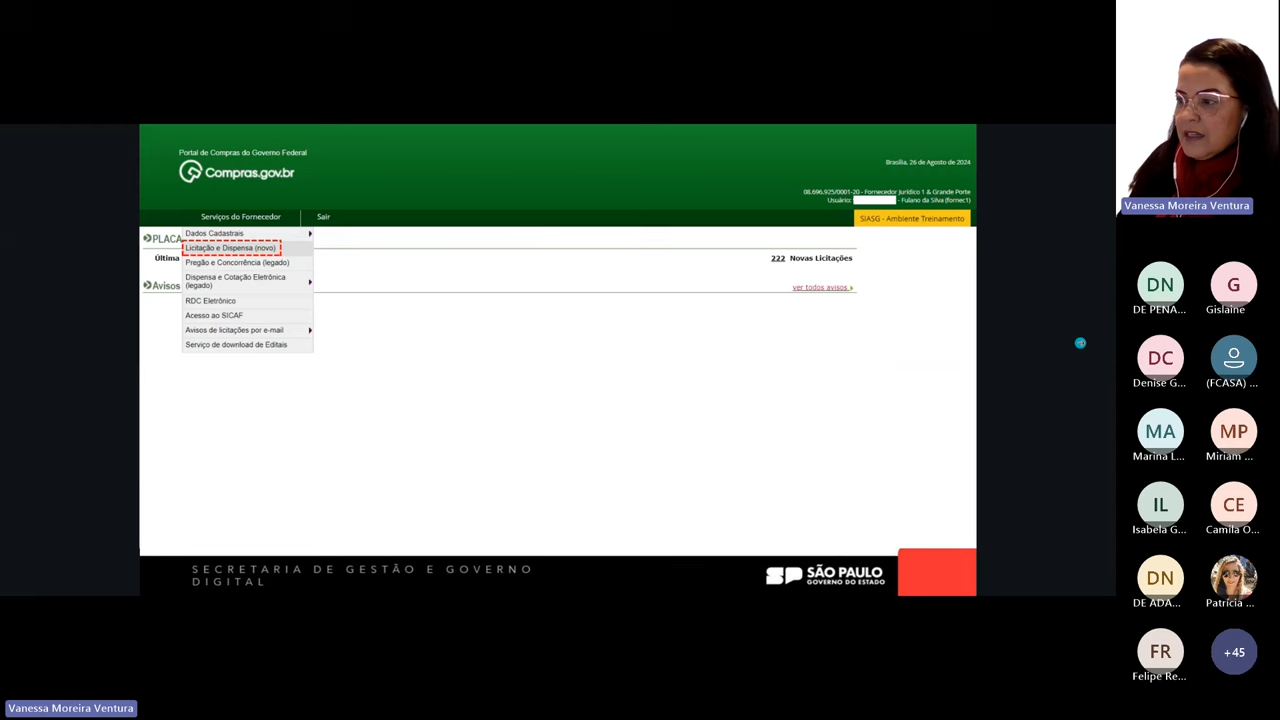 Portal de Compras do Governo Federal
Compras.gov.br
Brasília, 26 de Agosto de 2024
08.696.925/0001-20 - Fornecedor Jurídico 1 & Grande Porte
Usuário: - Fulano da Silva (fornec1)
Serviços do Fornecedor
Sair
SIASG - Ambiente Treinamento
PLACA
Dados Cadastrais
Licitação e Dispensa (novo)
Pregão e Concorrência (legado)
Dispensa e Cotação Eletrônica
(legado)
RDC Eletrônico
Acesso ao SICAF
Avisos de licitações por e-mail
Serviço de download de Editais
Última
222 Novas Licitações
Avisos
ver todos avisos
SECRETARIA DE GESTÃO E GOVERNO
DIGITAL
SP SÃO PAULO
GOVERNO DO ESTADO
Vanessa Moreira Ventura
DN
DE PENA...
G
Gislaine
DC
Denise G...
(FCASA) ...
MA
Marina L...
MP
Miriam ...
IL
Isabela G...
CE
Camila O...
DN
DE ADA...
Patrícia ...
FR
Felipe Re...
+45
Vanessa Moreira Ventura